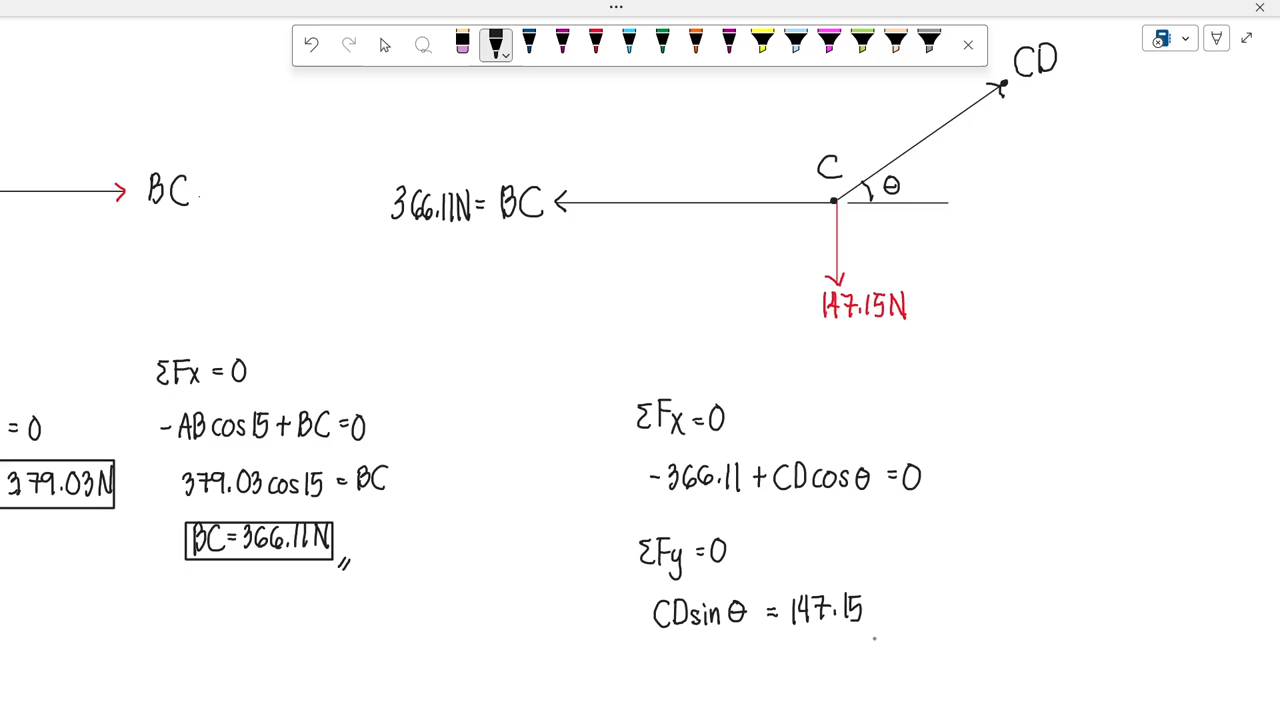 CD
C
θ
BC
366.11N = BC
147.15N
ΣFx = 0
= 0
-AB cos 15 + BC = 0
379.03N
379.03 cos 15 = BC
BC = 366.11N
ΣFx = 0
-366.11 + CD cos θ = 0
ΣFy = 0
CD sin θ = 147.15